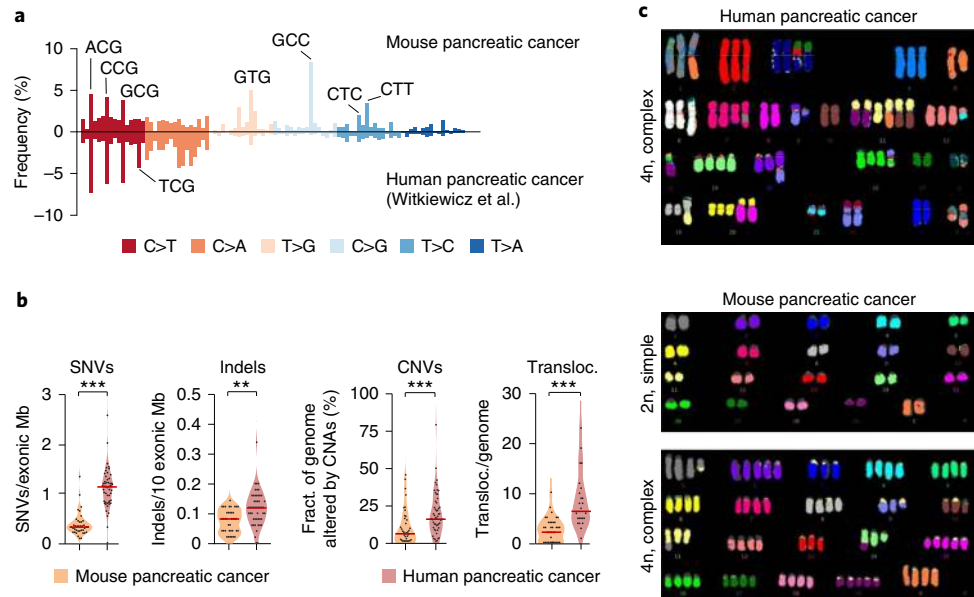 a
Mouse pancreatic cancer
Frequency (%)
10
5
0
−5
−10
ACG
CCG
GCG
TCG
GTG
GCC
CTC
CTT
Human pancreatic cancer
(Witkiewicz et al.)
C>T
C>A
T>G
C>G
T>C
T>A
b
SNVs
***
SNVs/exonic Mb
3
2
1
0
Indels
**
Indels/10 exonic Mb
0.5
0.4
0.3
0.2
0.1
0
CNVs
***
Fract. of genome
altered by CNAs (%)
100
75
50
25
0
Transloc.
***
Transloc./genome
30
20
10
0
Mouse pancreatic cancer
Human pancreatic cancer
c
Human pancreatic cancer
4n, complex
Mouse pancreatic cancer
2n, simple
4n, complex